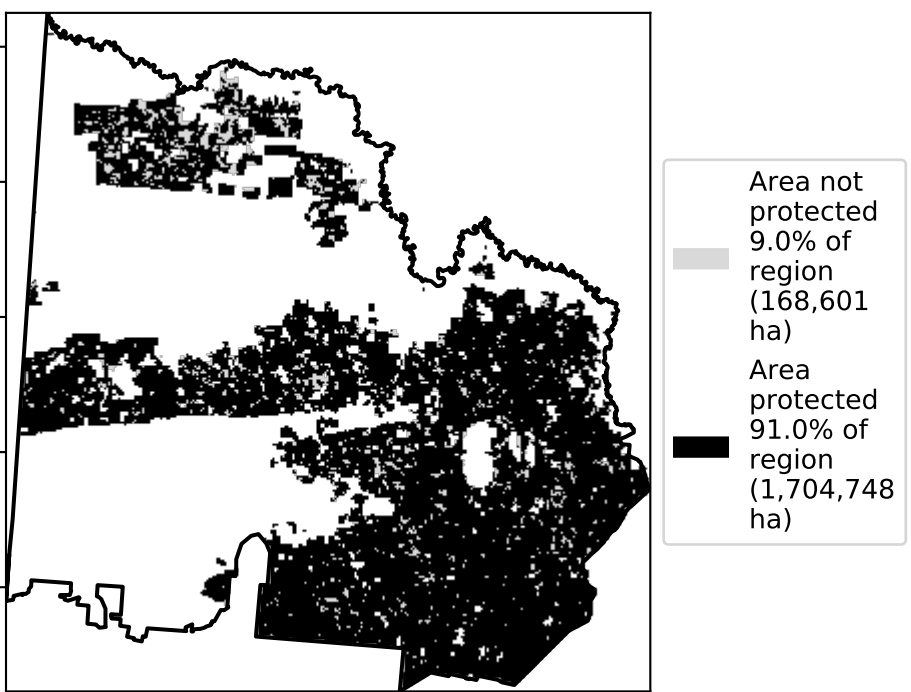 Area not
protected
9.0% of
region
(168,601
ha)
Area
protected
91.0% of
region
(1,704,748
ha)